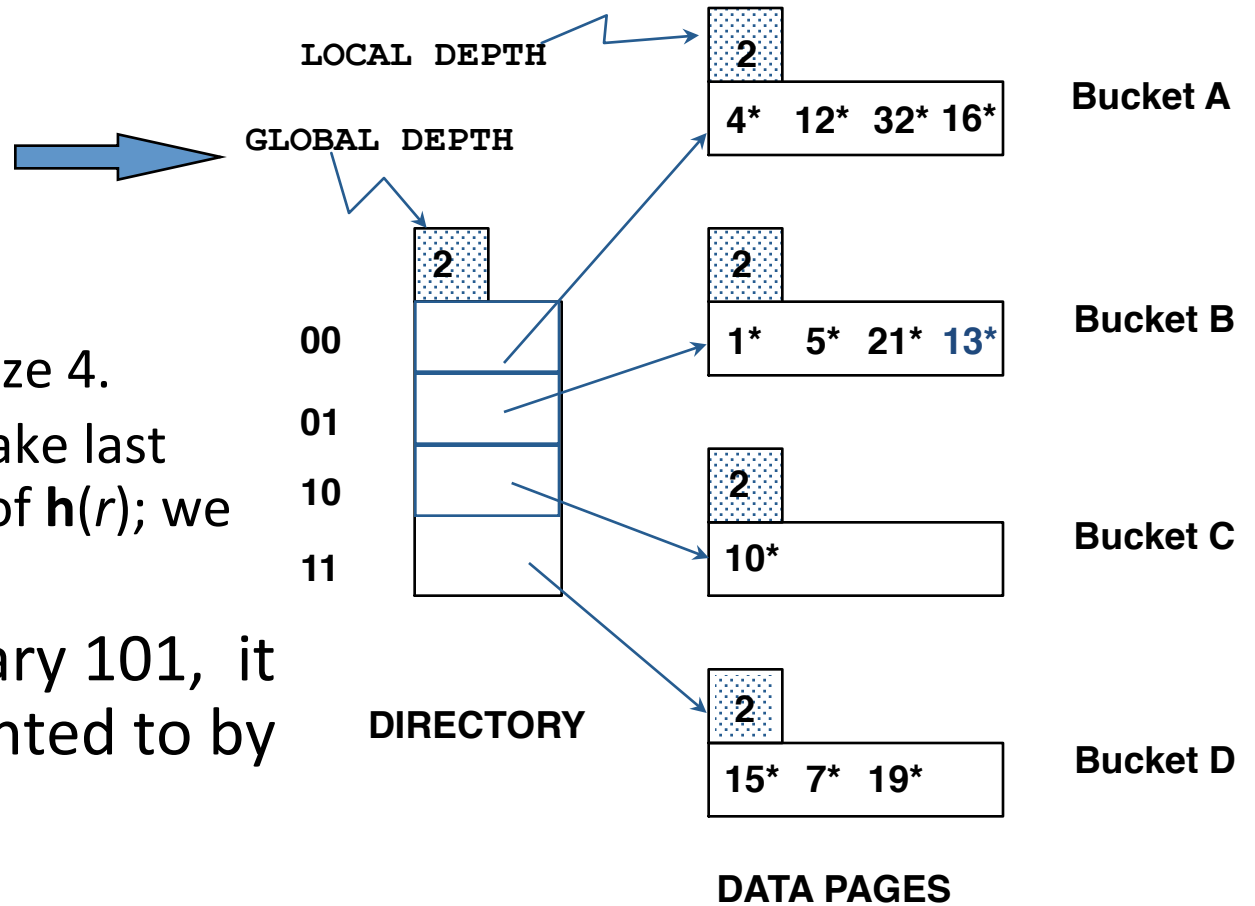 LOCAL DEPTH
GLOBAL DEPTH
2
4* 12* 32* 16*
Bucket A
2
00
01
10
11
2
1* 5* 21* 13*
Bucket B
2
10*
Bucket C
2
15* 7* 19*
Bucket D
DIRECTORY
DATA PAGES
ze 4.
ake last
of h(r); we
ary 101, it
nted to by